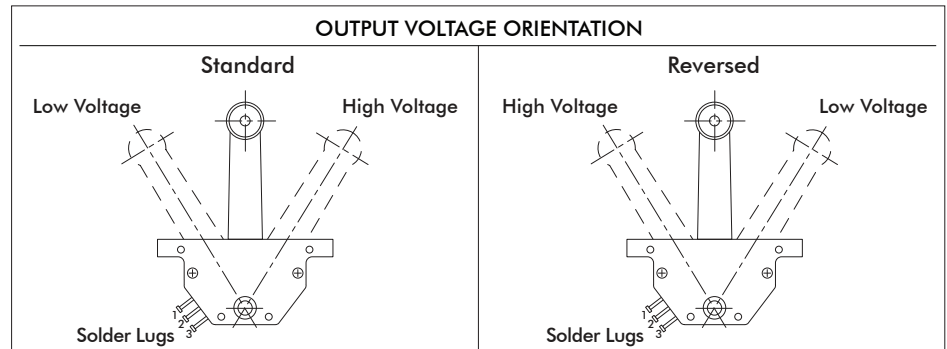 OUTPUT VOLTAGE ORIENTATION
Standard
Low Voltage
High Voltage
1
2
3
Solder Lugs
Reversed
High Voltage
Low Voltage
1
2
3
Solder Lugs